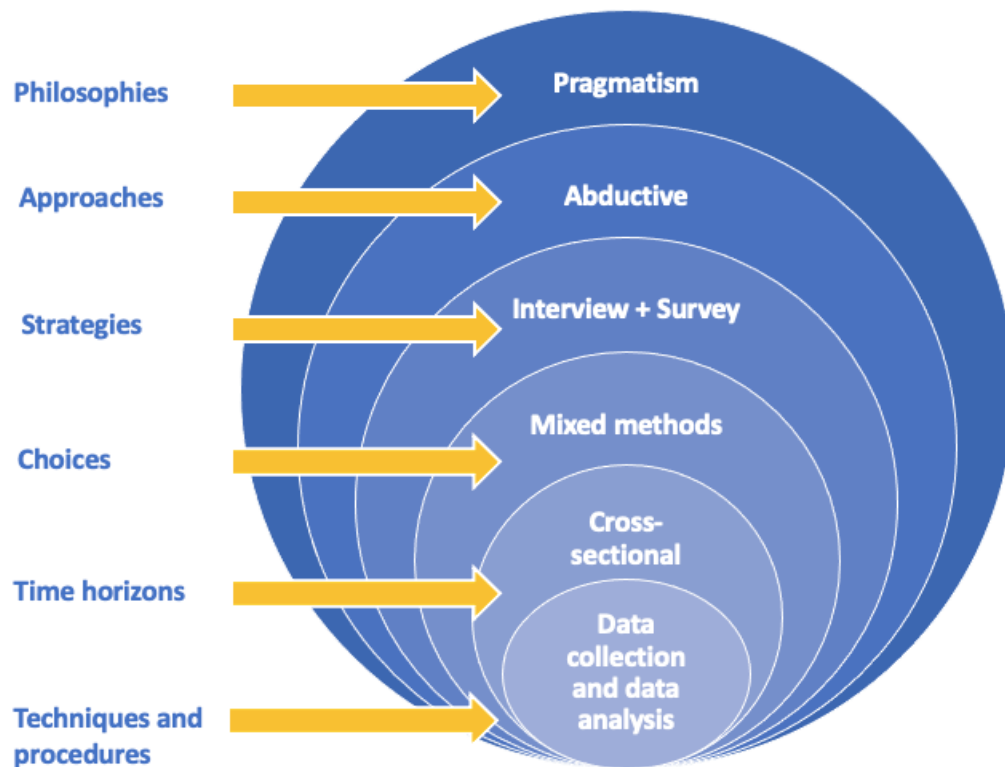 Philosophies
Pragmatism
Approaches
Abductive
Strategies
Interview + Survey
Choices
Mixed methods
Time horizons
Cross-
sectional
Techniques and
procedures
Data
collection
and data
analysis